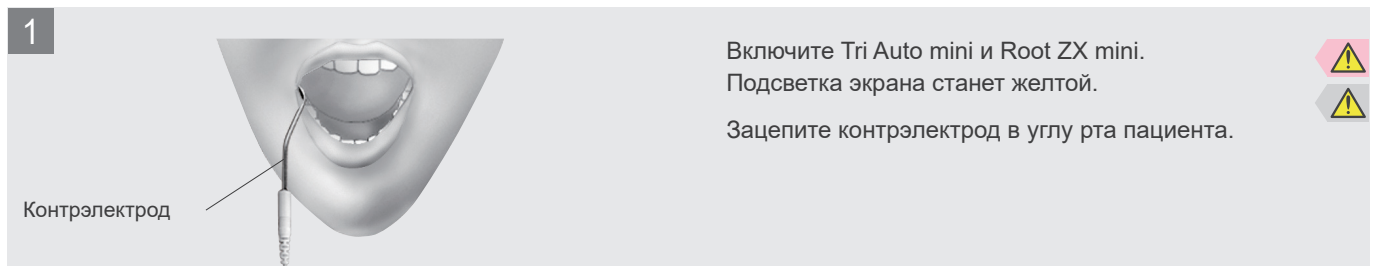 1
Включите Tri Auto mini и Root ZX mini.
Подсветка экрана станет желтой.
Зацепите контрэлектрод в углу рта пациента.
Контрэлектрод